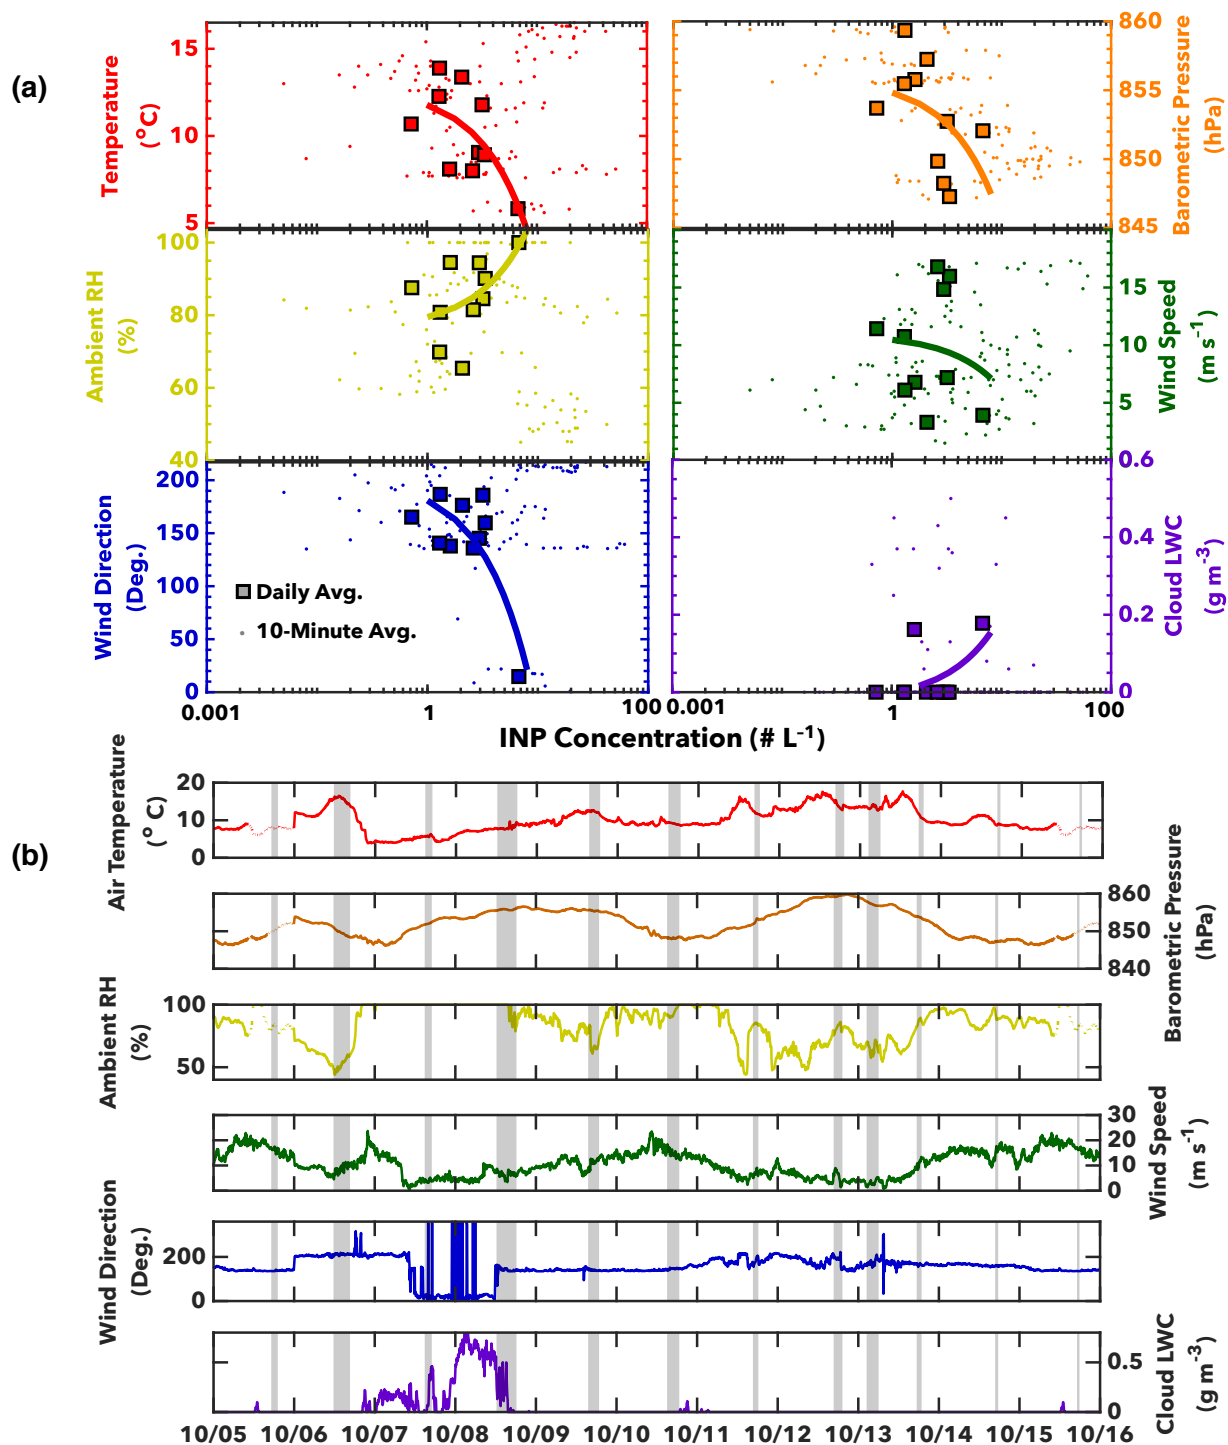 (a)
Temperature
(°C)
15
10
5
Barometric Pressure
(hPa)
860
855
850
845
Ambient RH
(%)
100
80
60
40
Wind Speed
(m s-1)
15
10
5
Wind Direction
(Deg.)
200
150
100
50
0
Daily Avg.
10-Minute Avg.
Cloud LWC
(g m-3)
0.6
0.4
0.2
0
0.001 1 100 0.001 1 100
INP Concentration (# L-1)
(b)
Air Temperature
(° C)
20
10
0
Barometric Pressure
(hPa)
860
850
840
Ambient RH
(%)
100
50
Wind Speed
(m s-1)
30
20
10
0
Wind Direction
(Deg.)
200
0
Cloud LWC
(g m-3)
0.5
0
10/05 10/06 10/07 10/08 10/09 10/10 10/11 10/12 10/13 10/14 10/15 10/16